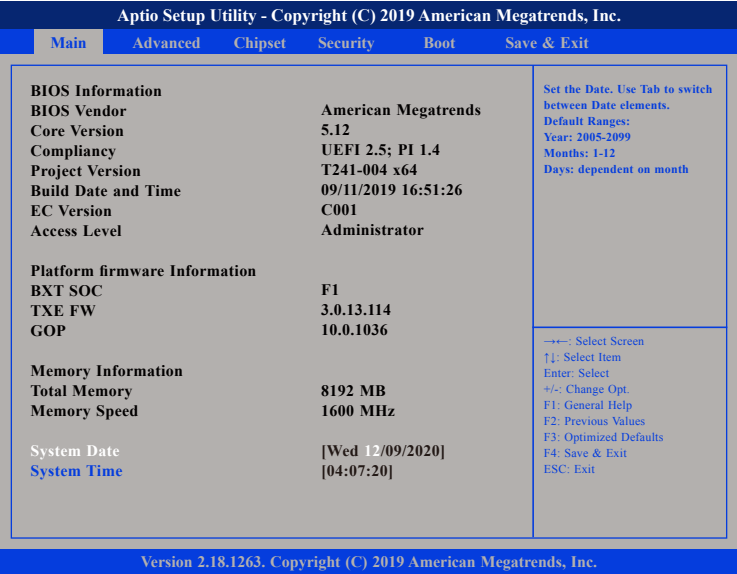 Aptio Setup Utility - Copyright (C) 2019 American Megatrends, Inc.
Main Advanced Chipset Security Boot Save & Exit
BIOS Information
BIOS Vendor American Megatrends
Core Version 5.12
Compliancy UEFI 2.5; PI 1.4
Project Version T241-004 x64
Build Date and Time 09/11/2019 16:51:26
EC Version C001
Access Level Administrator
Platform firmware Information
BXT SOC F1
TXE FW 3.0.13.114
GOP 10.0.1036
Memory Information
Total Memory 8192 MB
Memory Speed 1600 MHz
System Date [Wed 12/09/2020]
System Time [04:07:20]
Set the Date. Use Tab to switch
between Date elements.
Default Ranges:
Year: 2005-2099
Months: 1-12
Days: dependent on month
→←: Select Screen
↑↓: Select Item
Enter: Select
+/-: Change Opt.
F1: General Help
F2: Previous Values
F3: Optimized Defaults
F4: Save & Exit
ESC: Exit
Version 2.18.1263. Copyright (C) 2019 American Megatrends, Inc.